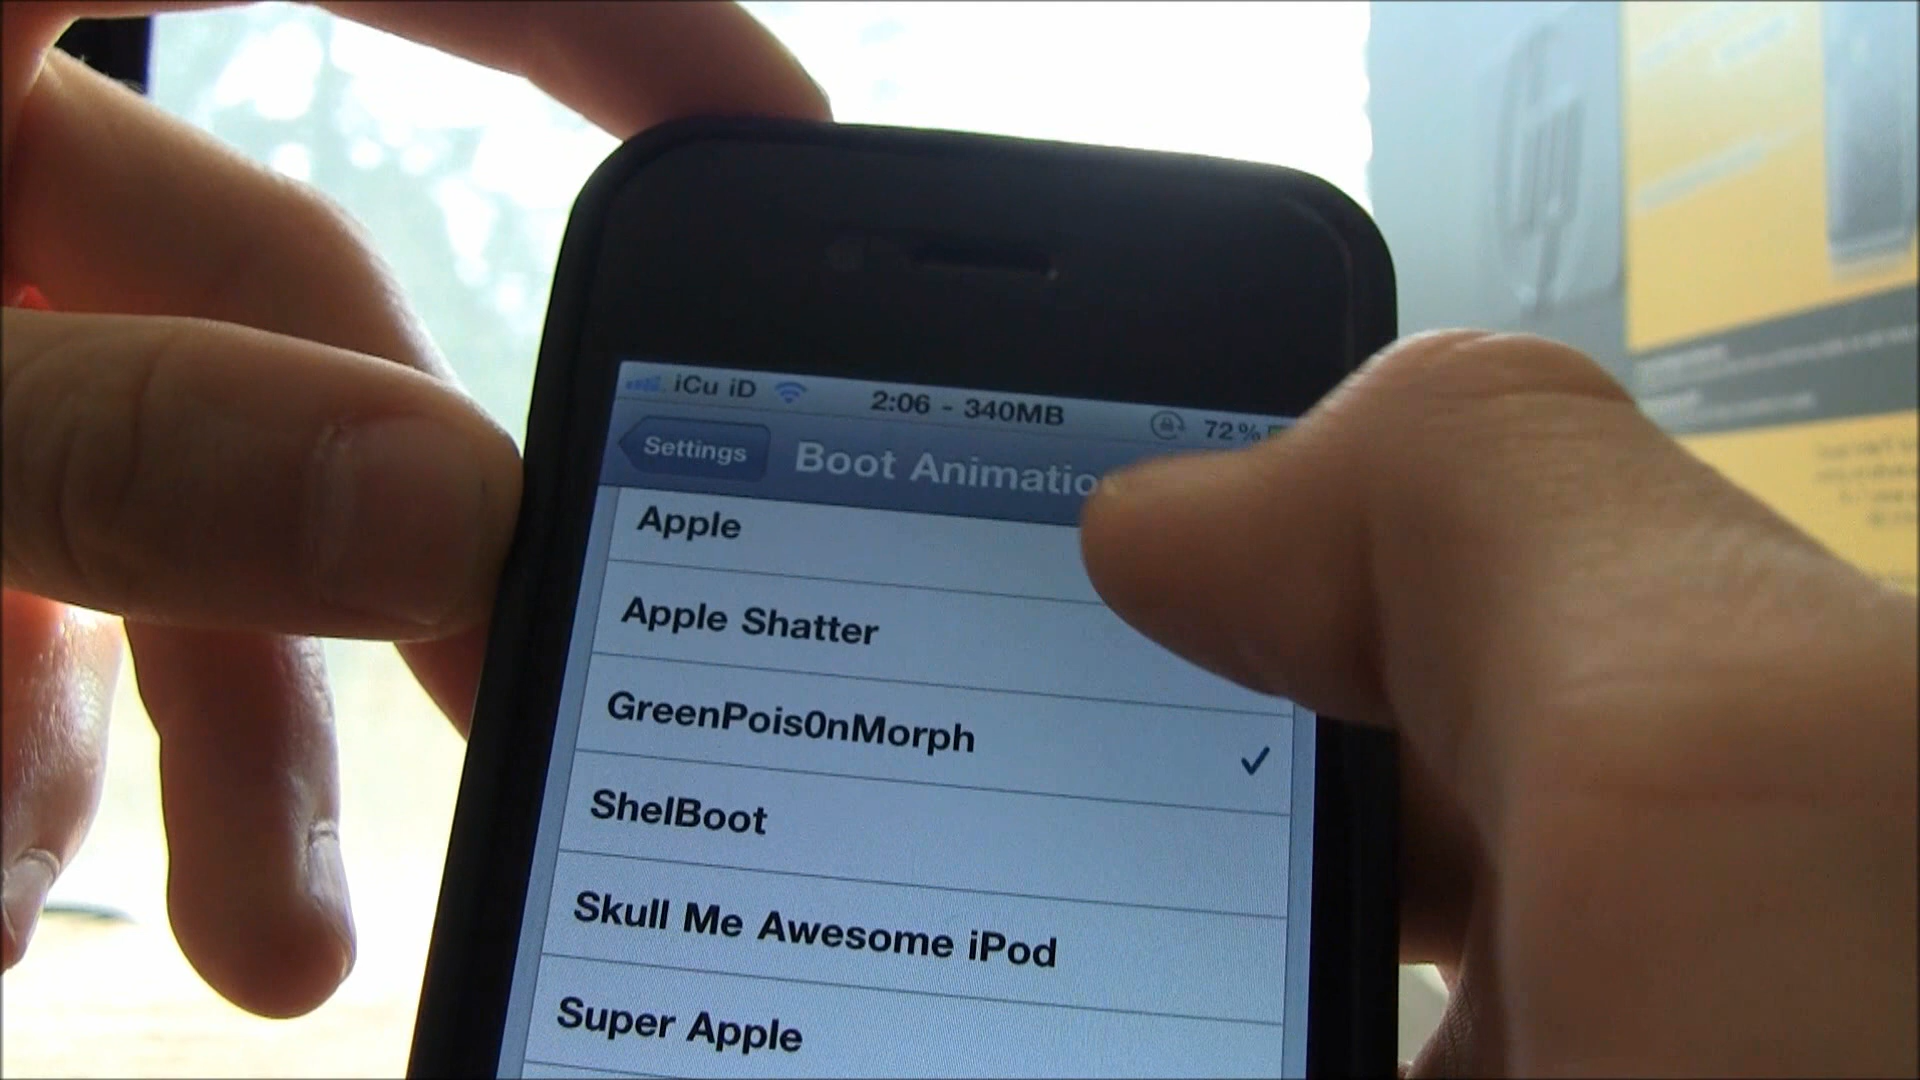 iCu iD 2:06 - 340MB 72%
Settings Boot Animation
Apple
Apple Shatter
GreenPois0nMorph
ShelBoot
Skull Me Awesome iPod
Super Apple